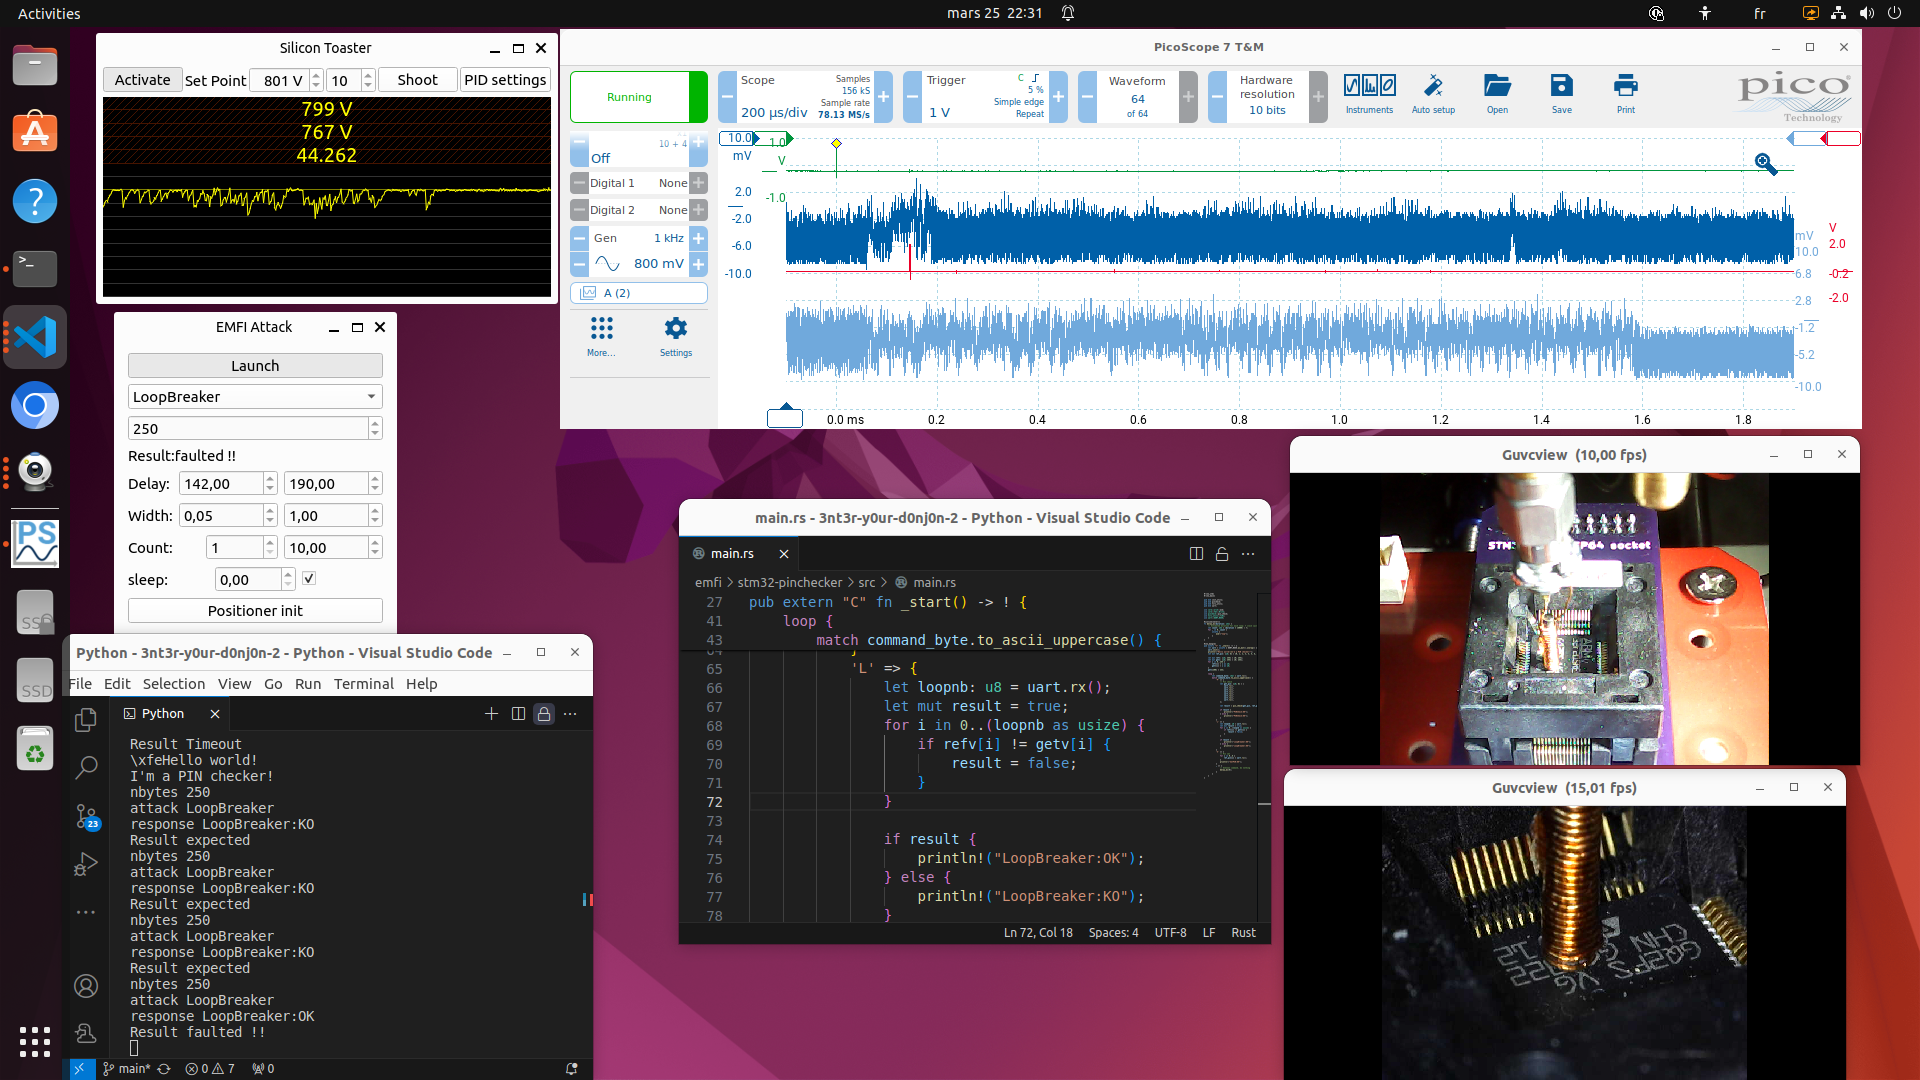 Activities
mars 25 22:31
fr
Silicon Toaster
Activate Set Point 801 V 10 Shoot PID settings
799 V
767 V
44.262
EMFI Attack
Launch
LoopBreaker
250
Result:faulted !!
Delay: 142,00 190,00
Width: 0,05 1,00
Count: 1 10,00
sleep: 0,00
Positioner init
PicoScope 7 T&M
Running
Scope
200 µs/div
Samples
156 kS
Sample rate
78.13 MS/s
Trigger
1 V
C
5 %
Simple edge
Repeat
Waveform
64
of 64
Hardware
resolution
10 bits
Instruments
Auto setup
Open
Save
Print
pico
Technology
Off
10 + 4
Digital 1 None
Digital 2 None
Gen 1 kHz
800 mV
A (2)
More...
Settings
10.0
mV
2.0
-2.0
-6.0
-10.0
1.0
V
-1.0
mV
10.0
6.8
2.8
-1.2
-5.2
-10.0
V
2.0
-0.2
-2.0
0.0 ms 0.2 0.4 0.6 0.8 1.0 1.2 1.4 1.6 1.8
PS
SSD
SSD
Python - 3nt3r-y0ur-d0nj0n-2 - Python - Visual Studio Code
File Edit Selection View Go Run Terminal Help
Python
23
Result Timeout
\xfeHello world!
I'm a PIN checker!
nbytes 250
attack LoopBreaker
response LoopBreaker:KO
Result expected
nbytes 250
attack LoopBreaker
response LoopBreaker:KO
Result expected
nbytes 250
attack LoopBreaker
response LoopBreaker:KO
Result expected
nbytes 250
attack LoopBreaker
response LoopBreaker:OK
Result faulted !!
main* 0 7 0
main.rs - 3nt3r-y0ur-d0nj0n-2 - Python - Visual Studio Code
main.rs
emfi > stm32-pinchecker > src > main.rs
27 pub extern "C" fn _start() -> ! {
41 loop {
43 match command_byte.to_ascii_uppercase() {
64 }
65 'L' => {
66 let loopnb: u8 = uart.rx();
67 let mut result = true;
68 for i in 0..(loopnb as usize) {
69 if refv[i] != getv[i] {
70 result = false;
71 }
72 }
73
74 if result {
75 println!("LoopBreaker:OK");
76 } else {
77 println!("LoopBreaker:KO");
78 }
Ln 72, Col 18 Spaces: 4 UTF-8 LF Rust
Guvcview (10,00 fps)
socket
Guvcview (15,01 fps)
CHN
GQ2FS
VG